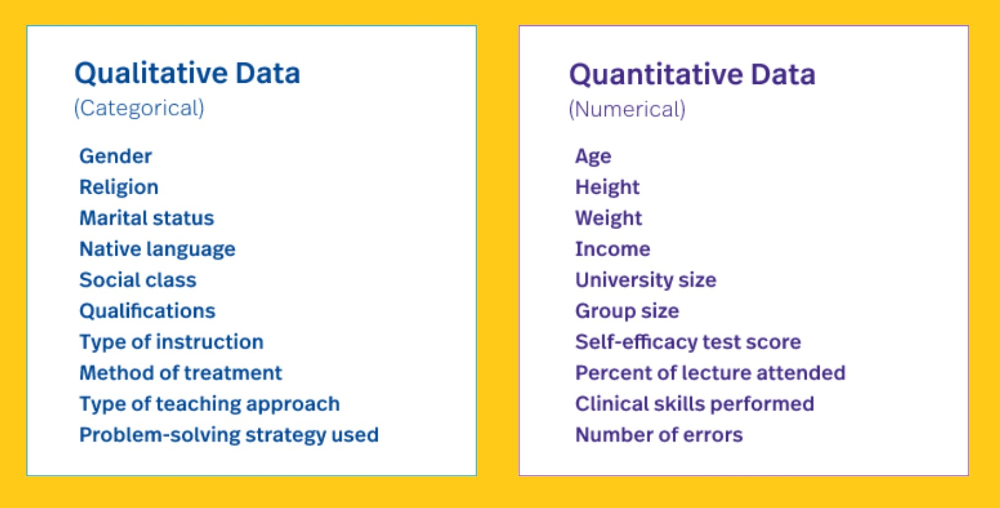 Qualitative Data
(Categorical)
Gender
Religion
Marital status
Native language
Social class
Qualifications
Type of instruction
Method of treatment
Type of teaching approach
Problem-solving strategy used
Quantitative Data
(Numerical)
Age
Height
Weight
Income
University size
Group size
Self-efficacy test score
Percent of lecture attended
Clinical skills performed
Number of errors